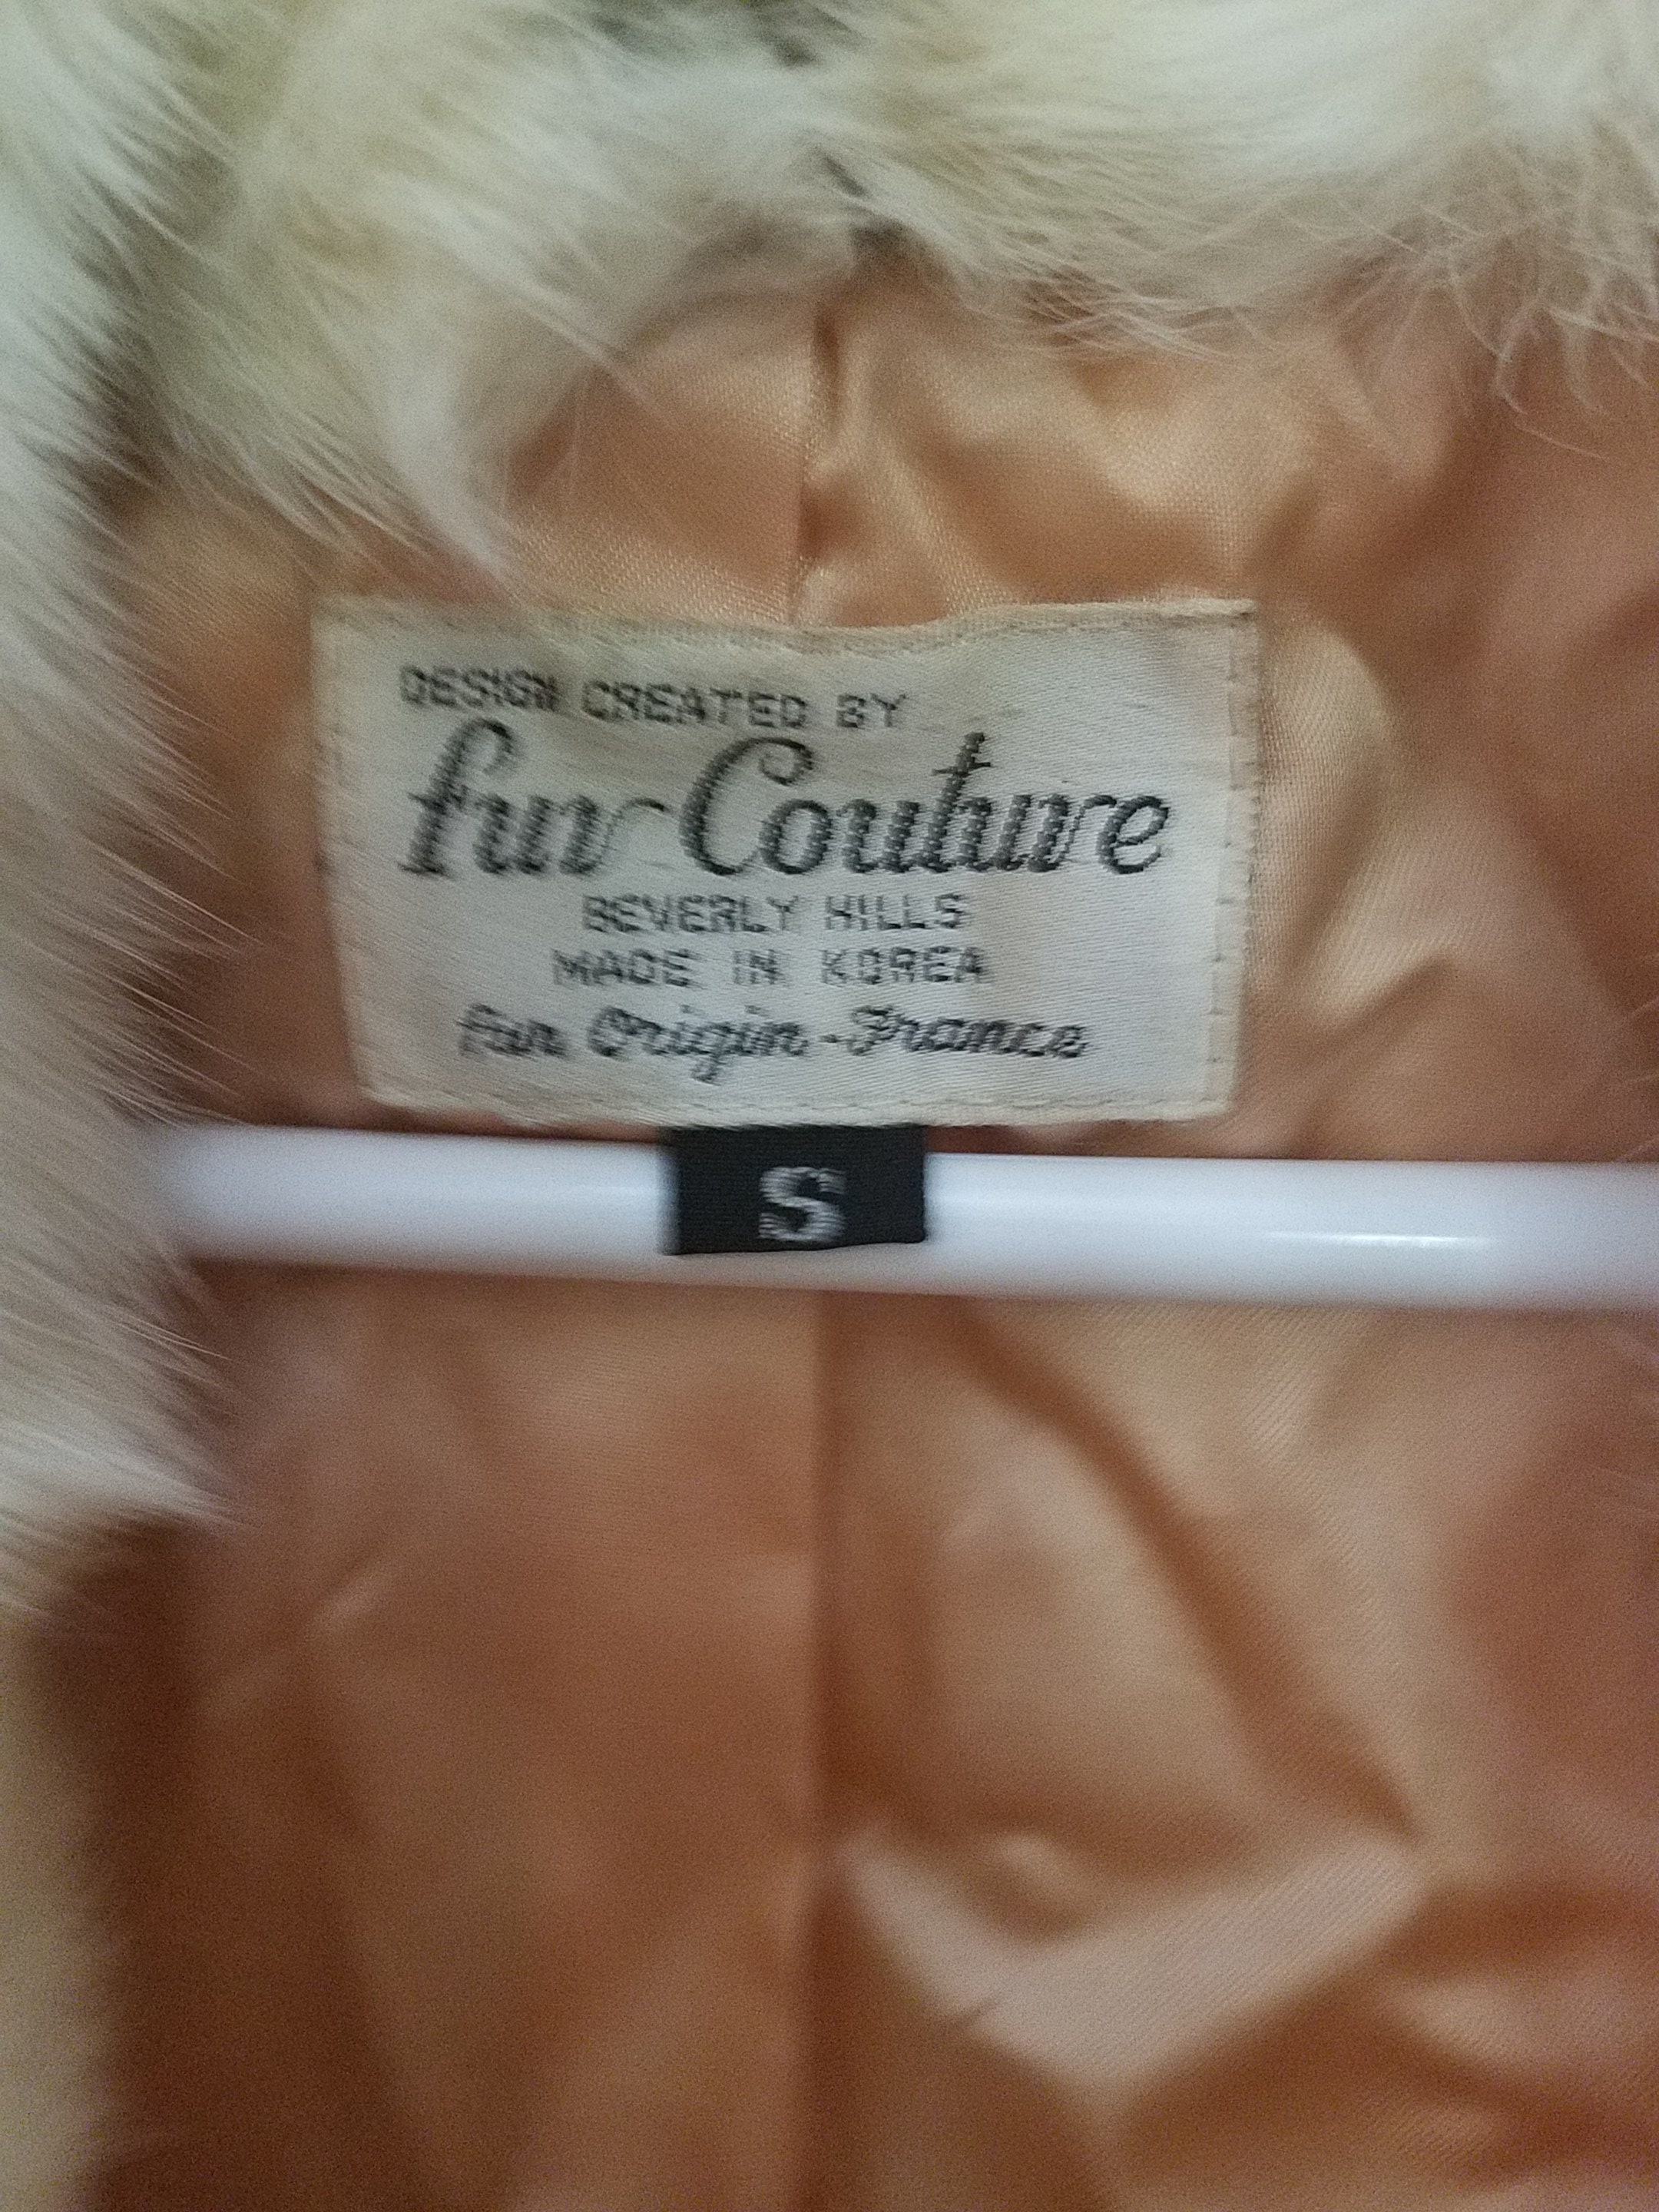 DESIGN CREATED BY
fur Couture
BEVERLY HILLS
MADE IN KOREA
fur Origin-France
S